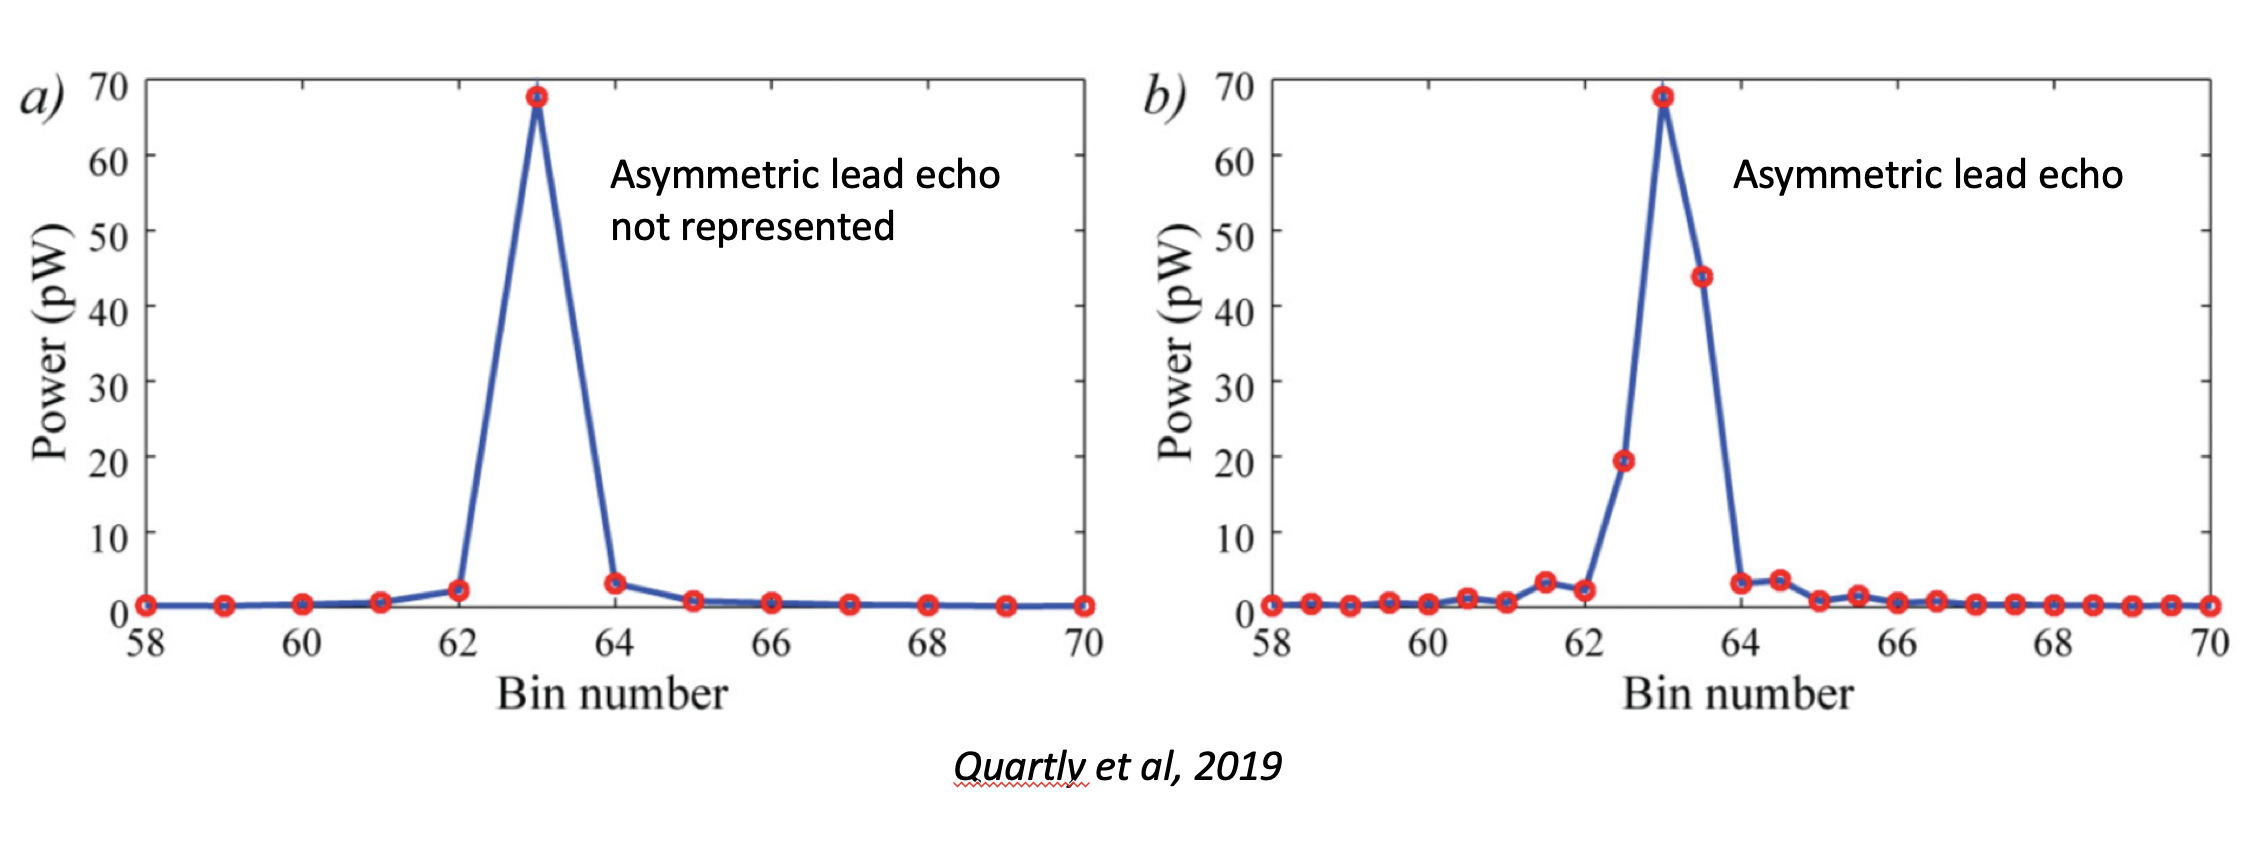 a)
70
60
50
40
30
20
10
0
Power (pW)
Asymmetric lead echo
not represented
58 60 62 64 66 68 70
Bin number
b)
70
60
50
40
30
20
10
0
Power (pW)
Asymmetric lead echo
58 60 62 64 66 68 70
Bin number
Quartly et al, 2019